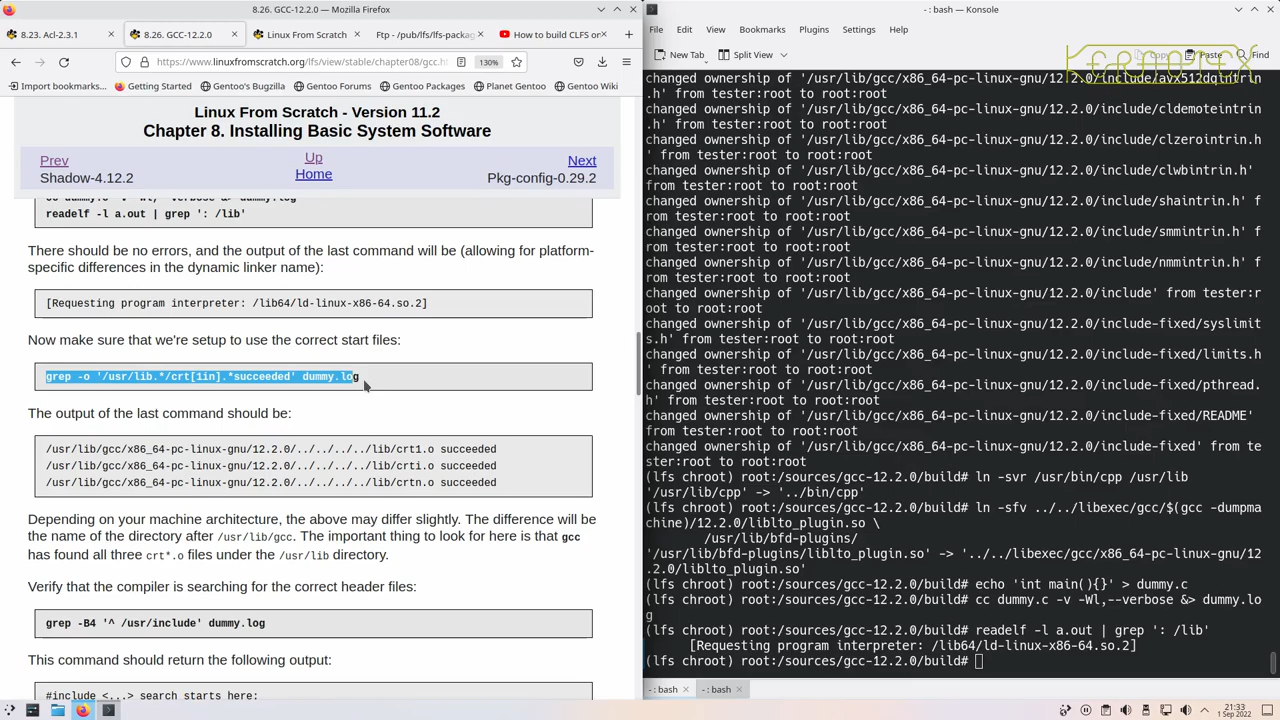 8.26. GCC-12.2.0 — Mozilla Firefox
8.23. Acl-2.3.1
8.26. GCC-12.2.0
Linux From Scratch
Ftp - /pub/lfs/lfs-packag
How to build CLFS on
https://www.linuxfromscratch.org/lfs/view/stable/chapter08/gcc.h
Import bookmarks...
Getting Started
Gentoo's Bugzilla
Gentoo Forums
Gentoo Packages
Planet Gentoo
Gentoo Wiki
Linux From Scratch - Version 11.2
Chapter 8. Installing Basic System Software
Prev
Up
Next
Shadow-4.12.2
Home
Pkg-config-0.29.2
readelf -l a.out | grep ': /lib'
There should be no errors, and the output of the last command will be (allowing for platform-
specific differences in the dynamic linker name):
[Requesting program interpreter: /lib64/ld-linux-x86-64.so.2]
Now make sure that we're setup to use the correct start files:
grep -o '/usr/lib.*/crt[1in].*succeeded' dummy.log
The output of the last command should be:
/usr/lib/gcc/x86_64-pc-linux-gnu/12.2.0/../../../../lib/crt1.o succeeded
/usr/lib/gcc/x86_64-pc-linux-gnu/12.2.0/../../../../lib/crti.o succeeded
/usr/lib/gcc/x86_64-pc-linux-gnu/12.2.0/../../../../lib/crtn.o succeeded
Depending on your machine architecture, the above may differ slightly. The difference will be
the name of the directory after /usr/lib/gcc. The important thing to look for here is that gcc
has found all three crt*.o files under the /usr/lib directory.
Verify that the compiler is searching for the correct header files:
grep -B4 '^ /usr/include' dummy.log
This command should return the following output:
#include <...> search starts here:
- : bash — Konsole
File Edit View Bookmarks Plugins Settings Help
New Tab
Split View
Copy
Paste
Find
KERNOTEX
changed ownership of '/usr/lib/gcc/x86_64-pc-linux-gnu/12.2.0/include/avx512dqintrin
.h' from tester:root to root:root
changed ownership of '/usr/lib/gcc/x86_64-pc-linux-gnu/12.2.0/include/cldemoteintrin
.h' from tester:root to root:root
changed ownership of '/usr/lib/gcc/x86_64-pc-linux-gnu/12.2.0/include/clzerointrin.h
' from tester:root to root:root
changed ownership of '/usr/lib/gcc/x86_64-pc-linux-gnu/12.2.0/include/clwbintrin.h'
from tester:root to root:root
changed ownership of '/usr/lib/gcc/x86_64-pc-linux-gnu/12.2.0/include/shaintrin.h' f
rom tester:root to root:root
changed ownership of '/usr/lib/gcc/x86_64-pc-linux-gnu/12.2.0/include/smmintrin.h' f
rom tester:root to root:root
changed ownership of '/usr/lib/gcc/x86_64-pc-linux-gnu/12.2.0/include/nmmintrin.h' f
rom tester:root to root:root
changed ownership of '/usr/lib/gcc/x86_64-pc-linux-gnu/12.2.0/include' from tester:r
oot to root:root
changed ownership of '/usr/lib/gcc/x86_64-pc-linux-gnu/12.2.0/include-fixed/syslimit
s.h' from tester:root to root:root
changed ownership of '/usr/lib/gcc/x86_64-pc-linux-gnu/12.2.0/include-fixed/limits.
h' from tester:root to root:root
changed ownership of '/usr/lib/gcc/x86_64-pc-linux-gnu/12.2.0/include-fixed/pthread.
h' from tester:root to root:root
changed ownership of '/usr/lib/gcc/x86_64-pc-linux-gnu/12.2.0/include-fixed/README'
from tester:root to root:root
changed ownership of '/usr/lib/gcc/x86_64-pc-linux-gnu/12.2.0/include-fixed' from te
ster:root to root:root
(lfs chroot) root:/sources/gcc-12.2.0/build# ln -svr /usr/bin/cpp /usr/lib
'/usr/lib/cpp' -> '../bin/cpp'
(lfs chroot) root:/sources/gcc-12.2.0/build# ln -sfv ../../libexec/gcc/$(gcc -dumpma
chine)/12.2.0/liblto_plugin.so \
/usr/lib/bfd-plugins/
'/usr/lib/bfd-plugins/liblto_plugin.so' -> '../../libexec/gcc/x86_64-pc-linux-gnu/12
.2.0/liblto_plugin.so'
(lfs chroot) root:/sources/gcc-12.2.0/build# echo 'int main(){}' > dummy.c
(lfs chroot) root:/sources/gcc-12.2.0/build# cc dummy.c -v -Wl,--verbose &> dummy.lo
g
(lfs chroot) root:/sources/gcc-12.2.0/build# readelf -l a.out | grep ': /lib'
[Requesting program interpreter: /lib64/ld-linux-x86-64.so.2]
(lfs chroot) root:/sources/gcc-12.2.0/build#
- : bash
- : bash
21:33
1 Sep 2022